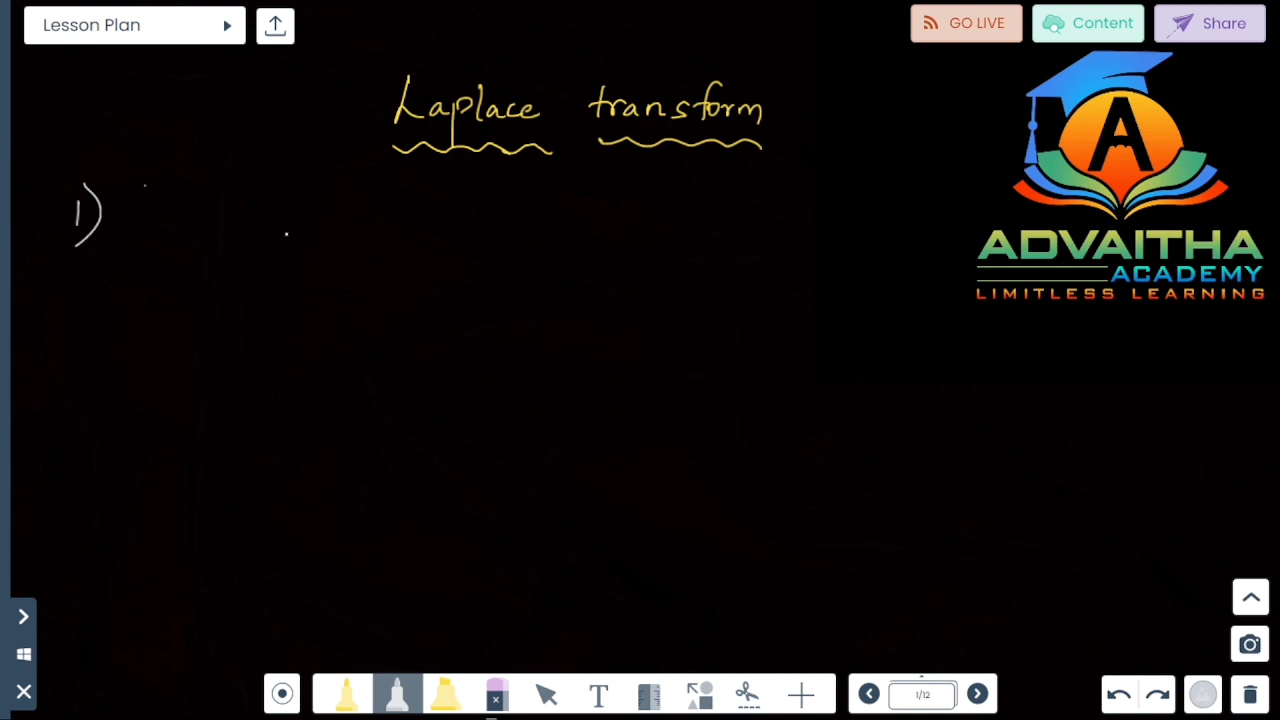 Lesson Plan
GO LIVE
Content
Share
Laplace transform
1)
A
ADVAITHA
ACADEMY
LIMITLESS LEARNING
T
1/12